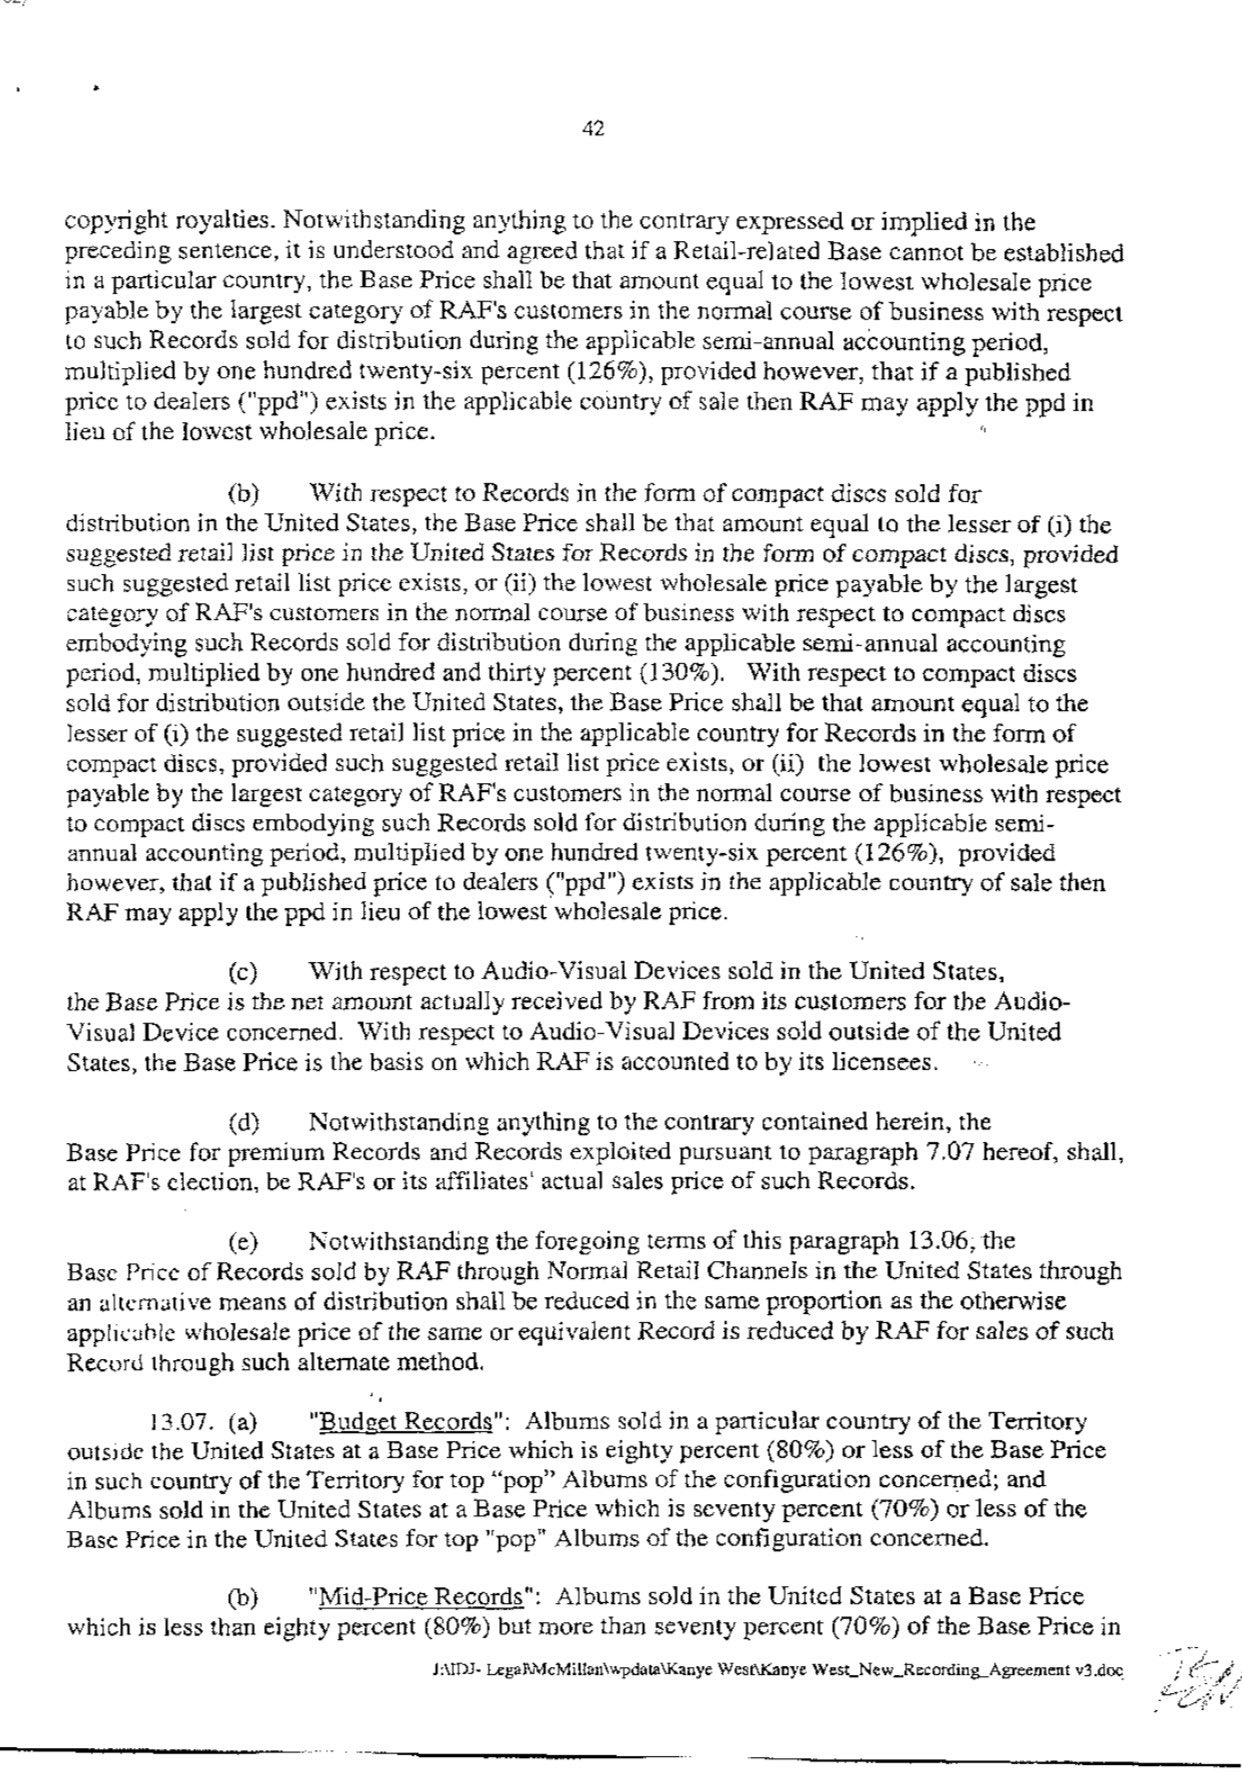 42
copyright royalties. Notwithstanding anything to the contrary expressed or implied in the
preceding sentence, it is understood and agreed that if a Retail-related Base cannot be established
in a particular country, the Base Price shall be that amount equal to the lowest wholesale price
payable by the largest category of RAF's customers in the normal course of business with respect
to such Records sold for distribution during the applicable semi-annual accounting period,
multiplied by one hundred twenty-six percent (126%), provided however, that if a published
price to dealers ("ppd") exists in the applicable country of sale then RAF may apply the ppd in
lieu of the lowest wholesale price.
(b) With respect to Records in the form of compact discs sold for
distribution in the United States, the Base Price shall be that amount equal to the lesser of (i) the
suggested retail list price in the United States for Records in the form of compact discs, provided
such suggested retail list price exists, or (ii) the lowest wholesale price payable by the largest
category of RAF's customers in the normal course of business with respect to compact discs
embodying such Records sold for distribution during the applicable semi-annual accounting
period, multiplied by one hundred and thirty percent (130%). With respect to compact discs
sold for distribution outside the United States, the Base Price shall be that amount equal to the
lesser of (i) the suggested retail list price in the applicable country for Records in the form of
compact discs, provided such suggested retail list price exists, or (ii) the lowest wholesale price
payable by the largest category of RAF's customers in the normal course of business with respect
to compact discs embodying such Records sold for distribution during the applicable semi-
annual accounting period, multiplied by one hundred twenty-six percent (126%), provided
however, that if a published price to dealers ("ppd") exists in the applicable country of sale then
RAF may apply the ppd in lieu of the lowest wholesale price.
(c) With respect to Audio-Visual Devices sold in the United States,
the Base Price is the net amount actually received by RAF from its customers for the Audio-
Visual Device concerned. With respect to Audio-Visual Devices sold outside of the United
States, the Base Price is the basis on which RAF is accounted to by its licensees.
(d) Notwithstanding anything to the contrary contained herein, the
Base Price for premium Records and Records exploited pursuant to paragraph 7.07 hereof, shall,
at RAF's election, be RAF's or its affiliates' actual sales price of such Records.
(e) Notwithstanding the foregoing terms of this paragraph 13.06, the
Base Price of Records sold by RAF through Normal Retail Channels in the United States through
an alternative means of distribution shall be reduced in the same proportion as the otherwise
applicable wholesale price of the same or equivalent Record is reduced by RAF for sales of such
Record through such alternate method.
13.07. (a) "Budget Records": Albums sold in a particular country of the Territory
outside the United States at a Base Price which is eighty percent (80%) or less of the Base Price
in such country of the Territory for top “pop” Albums of the configuration concerned; and
Albums sold in the United States at a Base Price which is seventy percent (70%) or less of the
Base Price in the United States for top "pop" Albums of the configuration concerned.
(b) "Mid-Price Records": Albums sold in the United States at a Base Price
which is less than eighty percent (80%) but more than seventy percent (70%) of the Base Price in
J:\IDJ- Legal\McMillan\wpdata\Kanye West\Kanye West_New_Recording_Agreement v3.doc